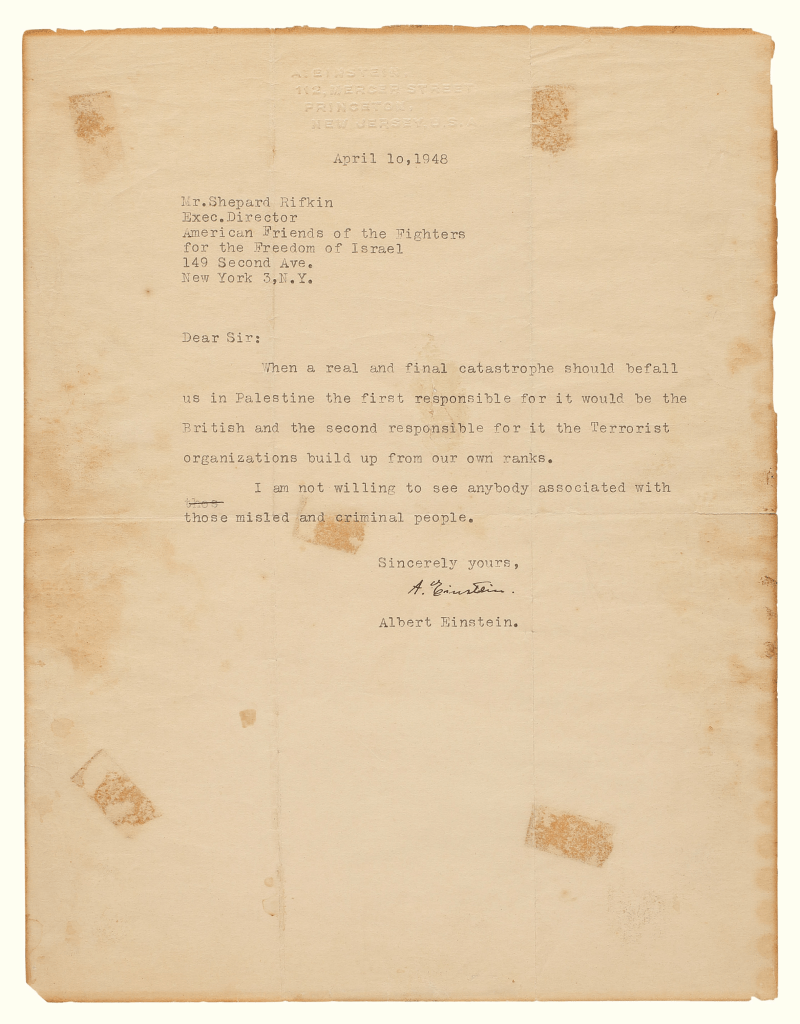 A. EINSTEIN
112, MERCER STREET
PRINCETON
NEW JERSEY, U.S.A.
April lo,1948
Mr.Shepard Rifkin
Exec.Director
American Friends of the Fighters
for the Freedom of Israel
149 Second Ave.
New York 3,N.Y.
Dear Sir:
When a real and final catastrophe should befall
us in Palestine the first responsible for it would be the
British and the second responsible for it the Terrorist
organizations build up from our own ranks.
I am not willing to see anybody associated with
thos
those misled and criminal people.
Sincerely yours,
A. Einstein.
Albert Einstein.